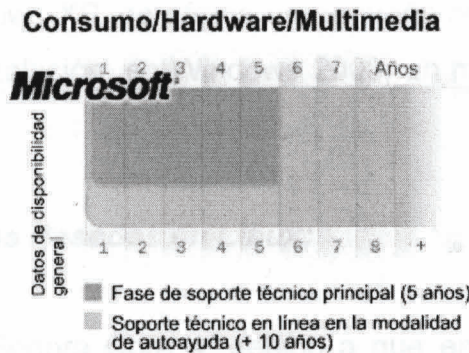 Consumo/Hardware/Multimedia
1 2 3 4 5 6 7 Años
Microsoft
Datos de disponibilidad
genera
1 2 3 4 5 6 7 8 +
Fase de soporte técnico principal (5 años)
Soporte técnico en línea en la modalidad
de autoayuda (+ 10 años)